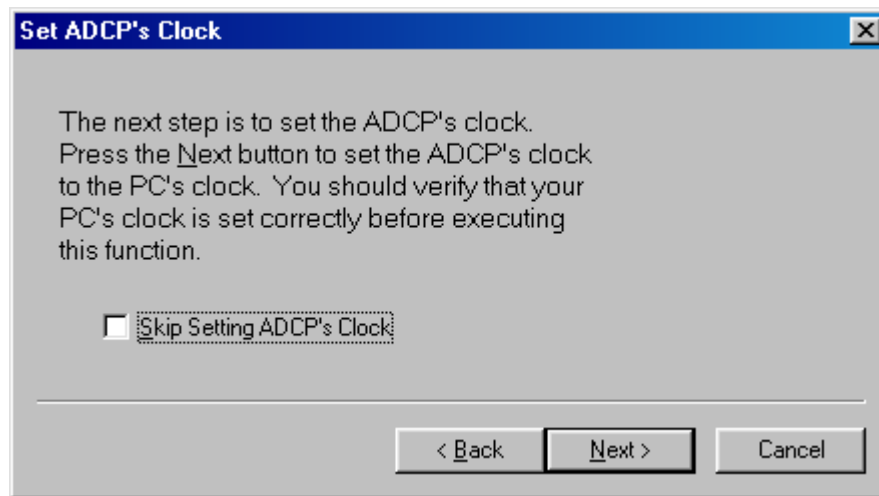 Set ADCP's Clock
The next step is to set the ADCP's clock.
Press the Next button to set the ADCP's clock
to the PC's clock.  You should verify that your
PC's clock is set correctly before executing
this function.
Skip Setting ADCP's Clock
< Back
Next >
Cancel